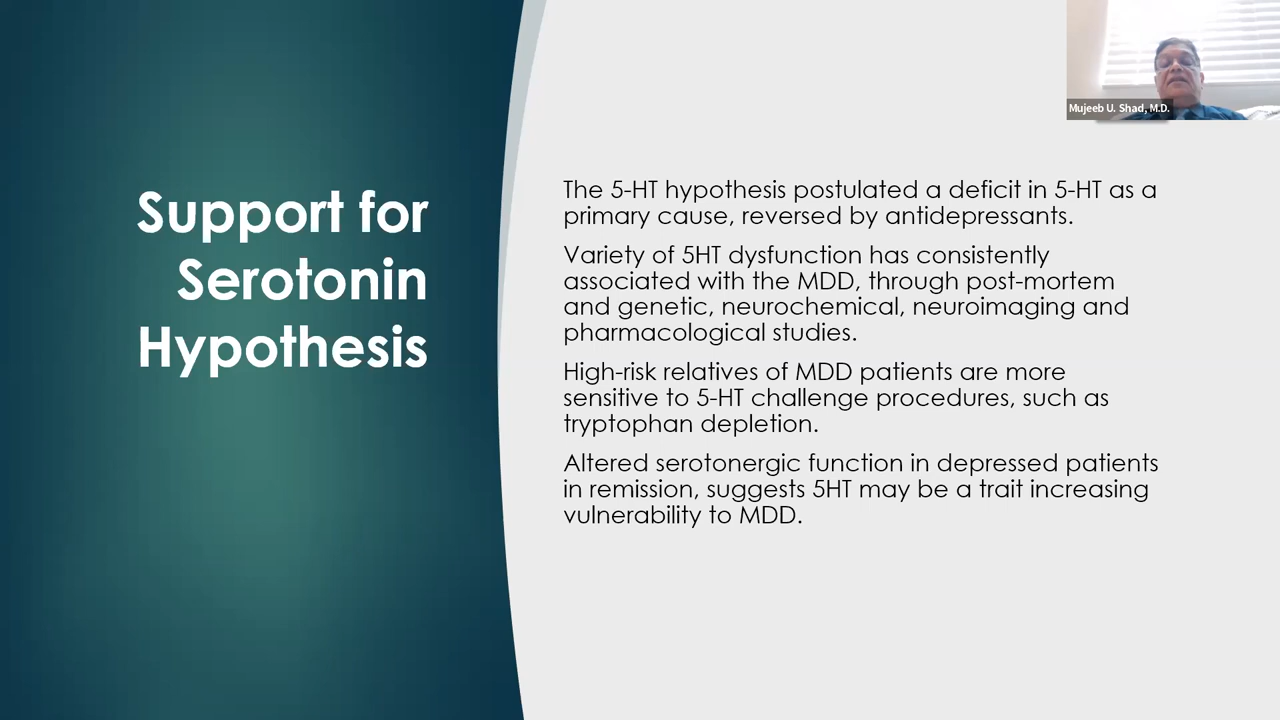 Support for
Serotonin
Hypothesis
The 5-HT hypothesis postulated a deficit in 5-HT as a
primary cause, reversed by antidepressants.
Variety of 5HT dysfunction has consistently
associated with the MDD, through post-mortem
and genetic, neurochemical, neuroimaging and
pharmacological studies.
High-risk relatives of MDD patients are more
sensitive to 5-HT challenge procedures, such as
tryptophan depletion.
Altered serotonergic function in depressed patients
in remission, suggests 5HT may be a trait increasing
vulnerability to MDD.
Mujeeb U. Shad, M.D.